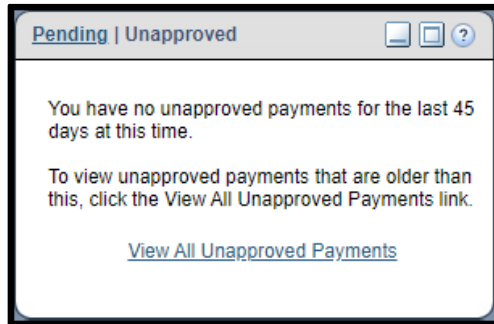 Pending | Unapproved ?
You have no unapproved payments for the last 45
days at this time.
To view unapproved payments that are older than
this, click the View All Unapproved Payments link.
View All Unapproved Payments